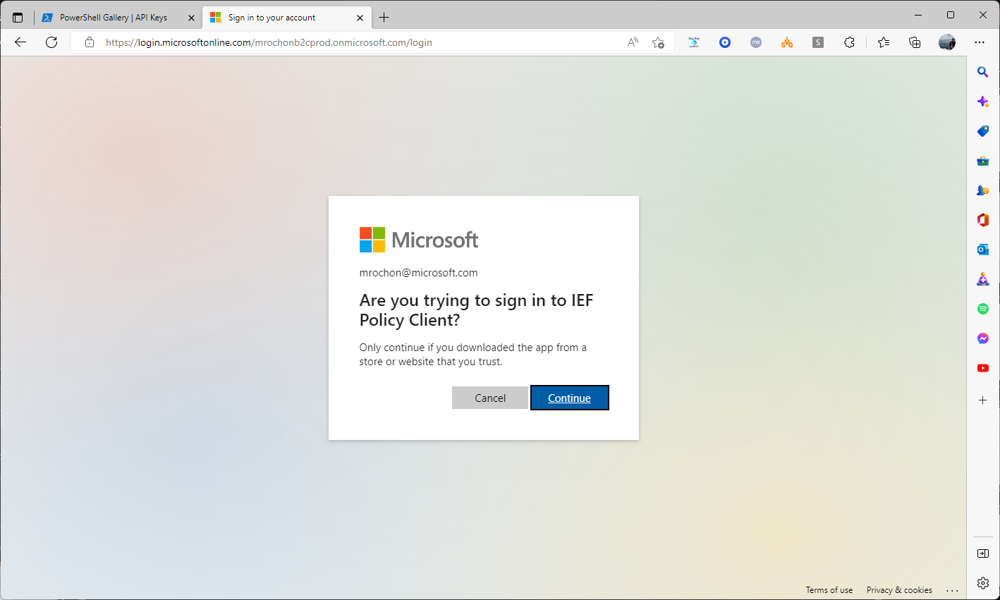 PowerShell Gallery | API Keys
Sign in to your account
https://login.microsoftonline.com/mrochonb2cprod.onmicrosoft.com/login
Microsoft
mrochon@microsoft.com
Are you trying to sign in to IEF
Policy Client?
Only continue if you downloaded the app from a
store or website that you trust.
Cancel
Continue
Terms of use
Privacy & cookies